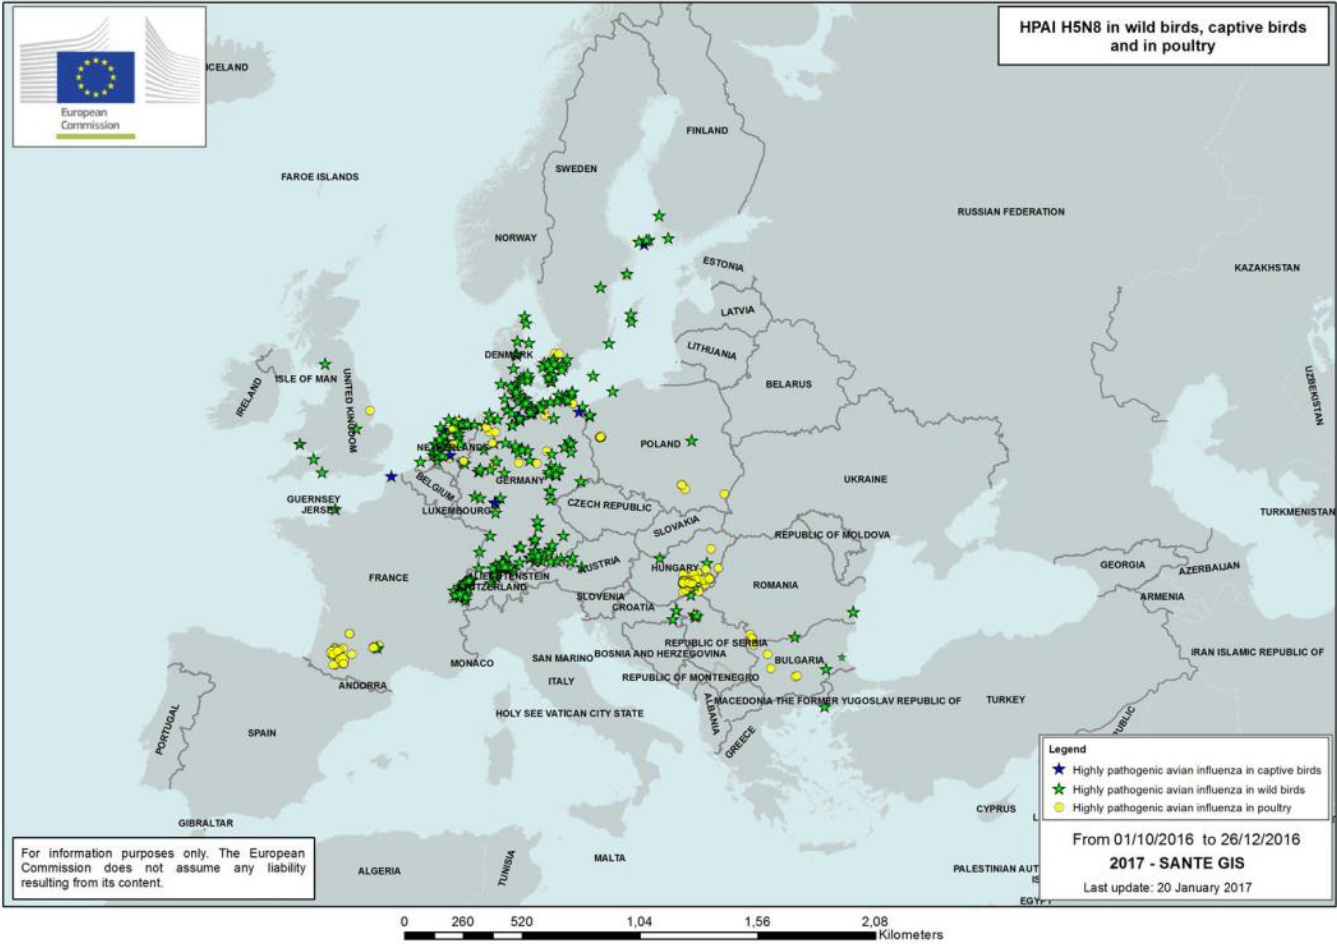 HPAI H5N8 in wild birds, captive birds
and in poultry
European
Commission
ICELAND
FINLAND
SWEDEN
FAROE ISLANDS
RUSSIAN FEDERATION
NORWAY
ESTONIA
KAZAKHSTAN
LATVIA
LITHUANIA
DENMARK
ISLE OF MAN
UNITED KINGDOM
IRELAND
BELARUS
UZBEKISTAN
NETHERLANDS
POLAND
GERMANY
UKRAINE
BELGIUM
GUERNSEY
JERSEY
LUXEMBOURG
CZECH REPUBLIC
TURKMENISTAN
SLOVAKIA
REPUBLIC OF MOLDOVA
FRANCE
LIECHTENSTEIN
SWITZERLAND
AUSTRIA
HUNGARY
ROMANIA
GEORGIA
AZERBAIJAN
ARMENIA
SLOVENIA
CROATIA
REPUBLIC OF SERBIA
BOSNIA AND HERZEGOVINA
BULGARIA
MONACO
SAN MARINO
ITALY
IRAN ISLAMIC REPUBLIC OF
ANDORRA
REPUBLIC OF MONTENEGRO
MACEDONIA THE FORMER YUGOSLAV REPUBLIC OF
TURKEY
HOLY SEE VATICAN CITY STATE
ALBANIA
GREECE
PORTUGAL
SPAIN
UBLIC
GIBRALTAR
CYPRUS
MALTA
ALGERIA
TUNISIA
PALESTINIAN AUT
IS
EGYPT
Legend
Highly pathogenic avian influenza in captive birds
Highly pathogenic avian influenza in wild birds
Highly pathogenic avian influenza in poultry
From 01/10/2016 to 26/12/2016
2017 - SANTE GIS
Last update: 20 January 2017
For information purposes only. The European
Commission does not assume any liability
resulting from its content.
0 260 520 1,04 1,56 2,08
Kilometers